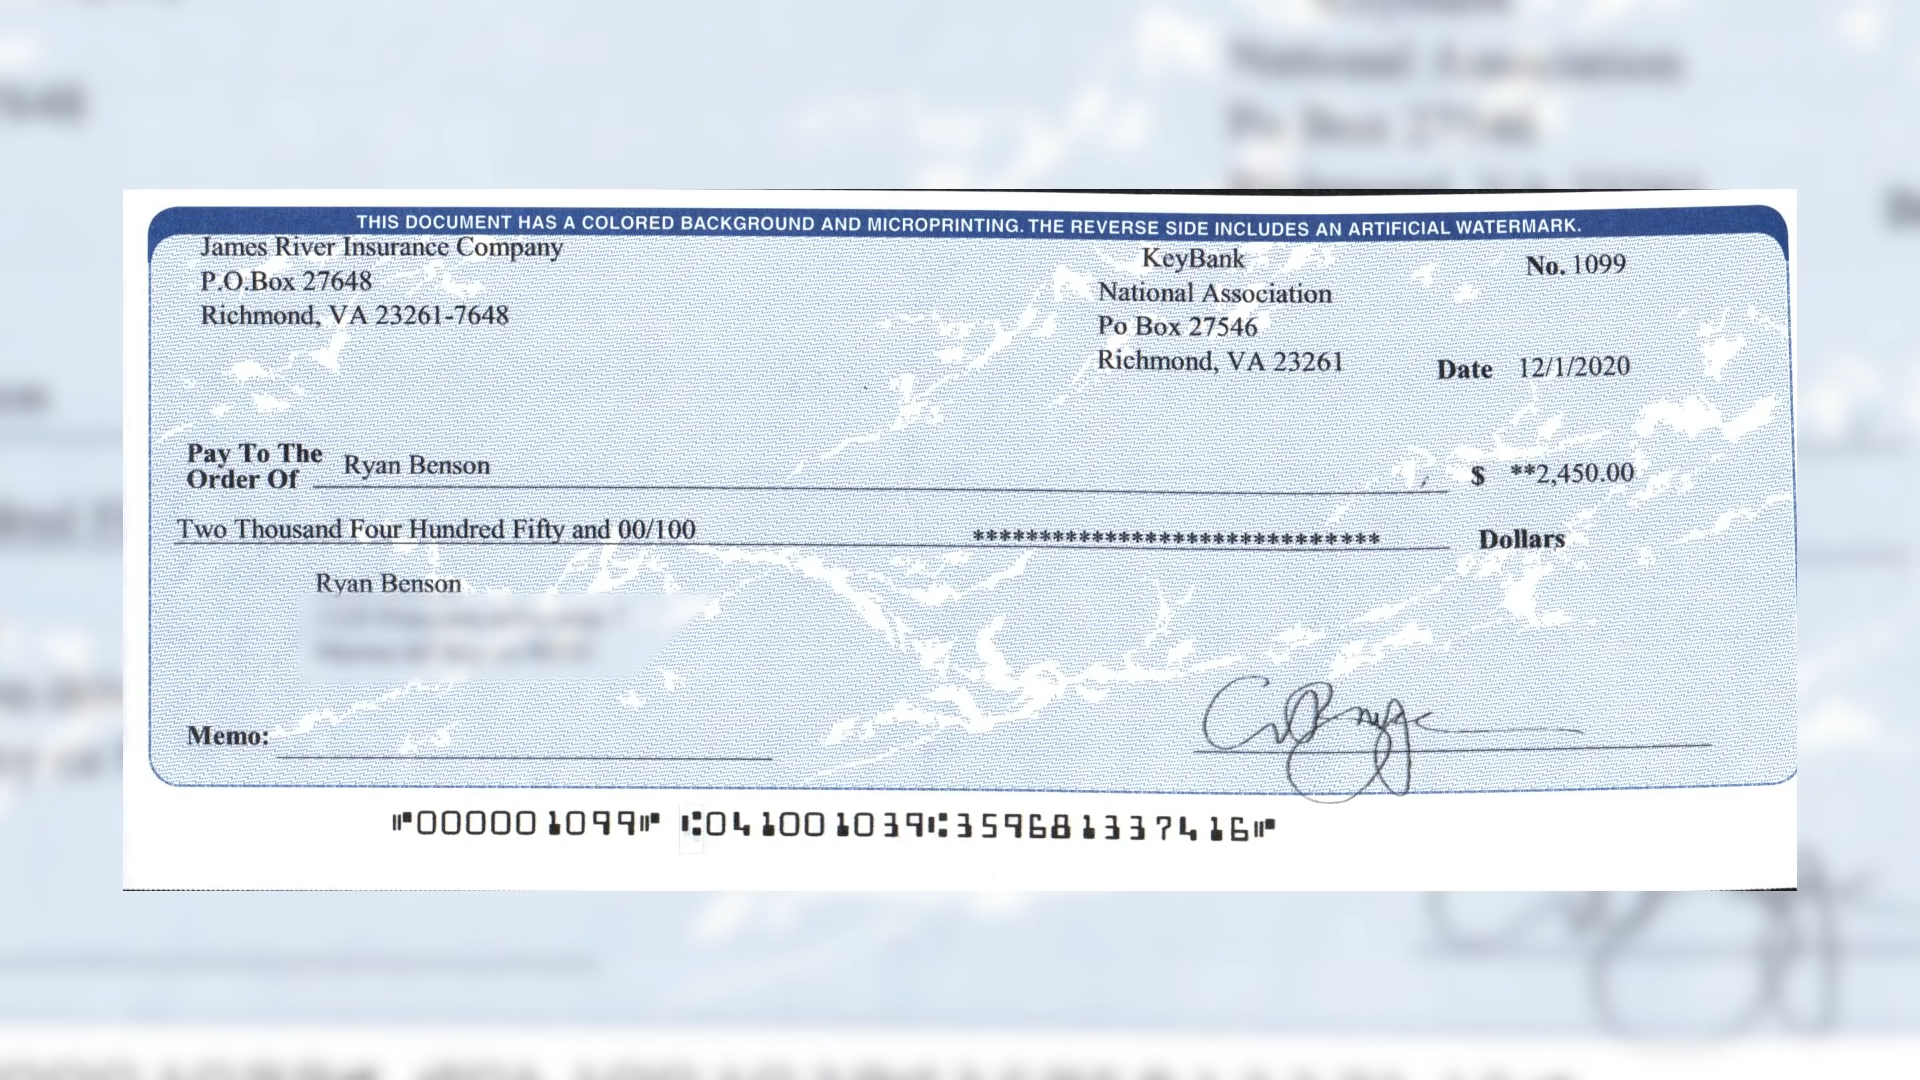 THIS DOCUMENT HAS A COLORED BACKGROUND AND MICROPRINTING. THE REVERSE SIDE INCLUDES AN ARTIFICIAL WATERMARK.
James River Insurance Company
P.O.Box 27648
Richmond, VA 23261-7648
KeyBank
National Association
Po Box 27546
Richmond, VA 23261
No. 1099
Date 12/1/2020
Pay To The
Order Of Ryan Benson $ **2,450.00
Two Thousand Four Hundred Fifty and 00/100 ******************************* Dollars
Ryan Benson
Memo:
⑈000001099⑈ ⑆041001039⑆359681337416⑈